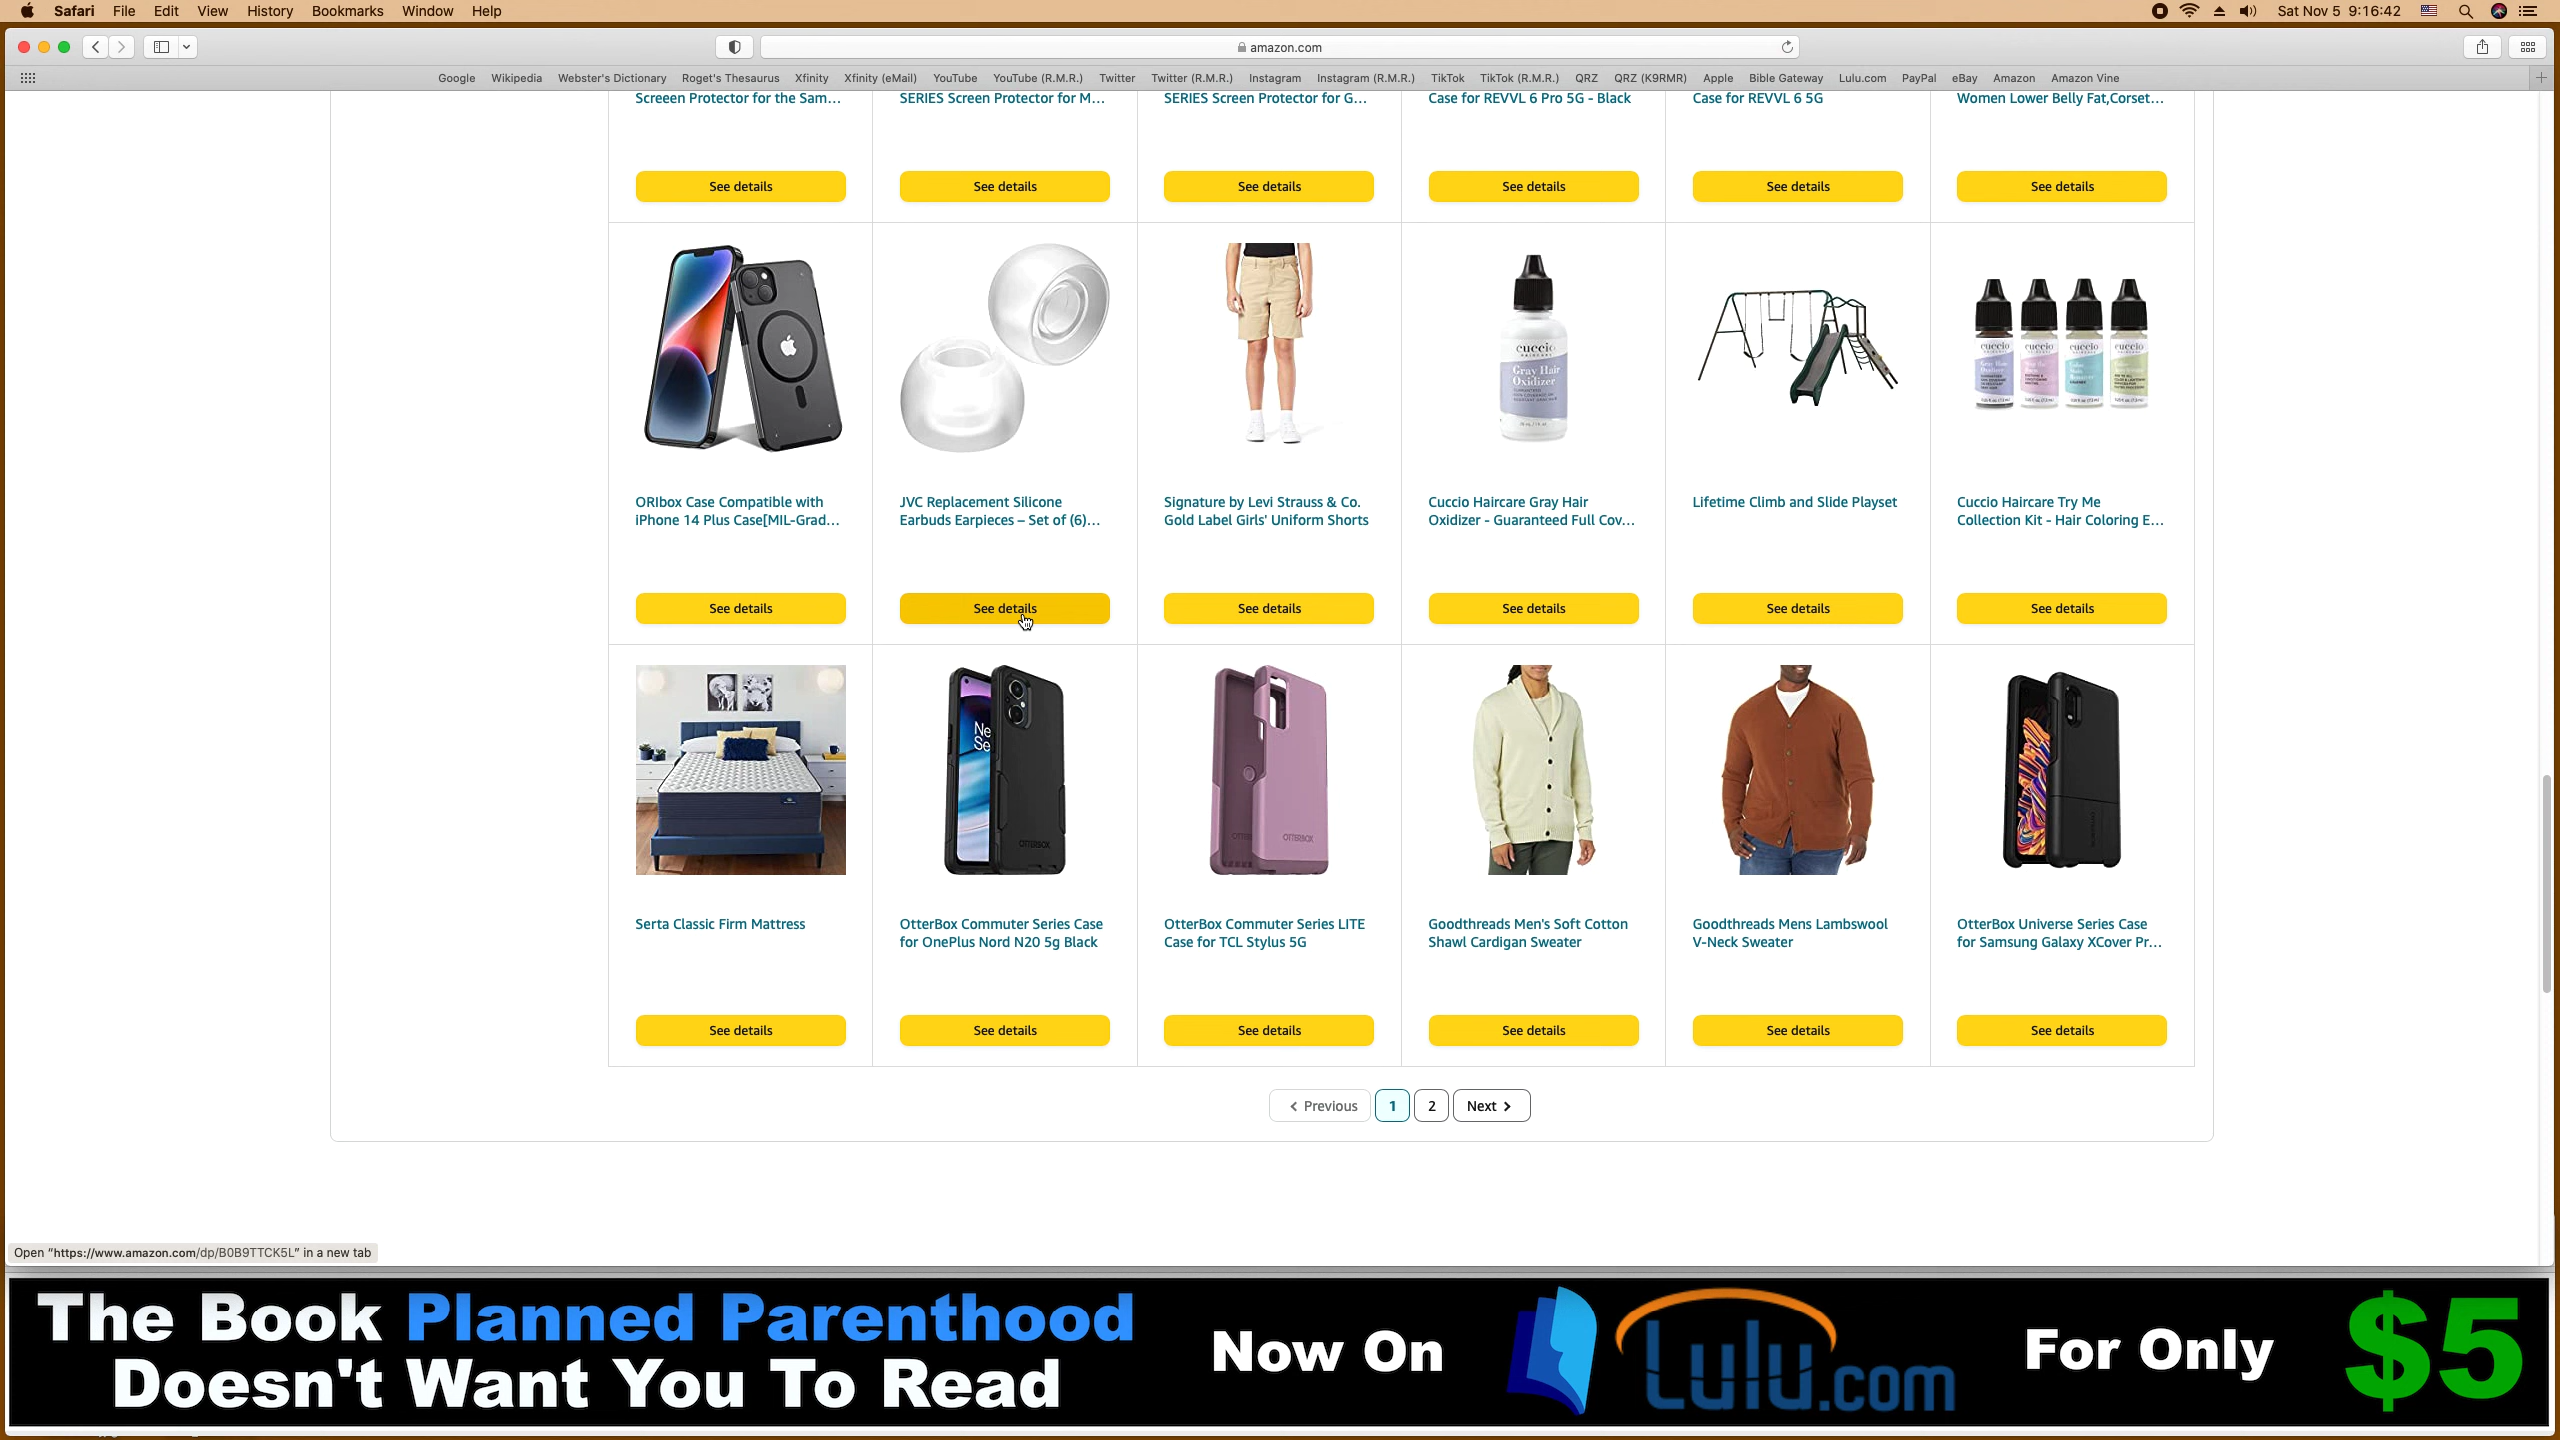 Safari File Edit View History Bookmarks Window Help
Sat Nov 5 9:16:42
amazon.com
Google Wikipedia Webster's Dictionary Roget's Thesaurus Xfinity Xfinity (eMail) YouTube YouTube (R.M.R.) Twitter Twitter (R.M.R.) Instagram Instagram (R.M.R.) TikTok TikTok (R.M.R.) QRZ QRZ (K9RMR) Apple Bible Gateway Lulu.com PayPal eBay Amazon Amazon Vine
Screeen Protector for the Sam...
SERIES Screen Protector for M...
SERIES Screen Protector for G...
Case for REVVL 6 Pro 5G - Black
Case for REVVL 6 5G
Women Lower Belly Fat,Corset...
See details See details See details See details See details See details
cuccio
Gray Hair
Oxidizer
cuccio cuccio cuccio cuccio
ORIbox Case Compatible with
iPhone 14 Plus Case[MIL-Grad...
JVC Replacement Silicone
Earbuds Earpieces – Set of (6)...
Signature by Levi Strauss & Co.
Gold Label Girls' Uniform Shorts
Cuccio Haircare Gray Hair
Oxidizer - Guaranteed Full Cov...
Lifetime Climb and Slide Playset
Cuccio Haircare Try Me
Collection Kit - Hair Coloring E...
See details See details See details See details See details See details
Ne
Se
OTTERBOX
OTTERBOX
Serta Classic Firm Mattress
OtterBox Commuter Series Case
for OnePlus Nord N20 5g Black
OtterBox Commuter Series LITE
Case for TCL Stylus 5G
Goodthreads Men's Soft Cotton
Shawl Cardigan Sweater
Goodthreads Mens Lambswool
V-Neck Sweater
OtterBox Universe Series Case
for Samsung Galaxy XCover Pr...
See details See details See details See details See details See details
Previous 1 2 Next
Open "https://www.amazon.com/dp/B0B9TTCK5L" in a new tab
The Book Planned Parenthood
Doesn't Want You To Read
Now On
Lulu.com
For Only
$5